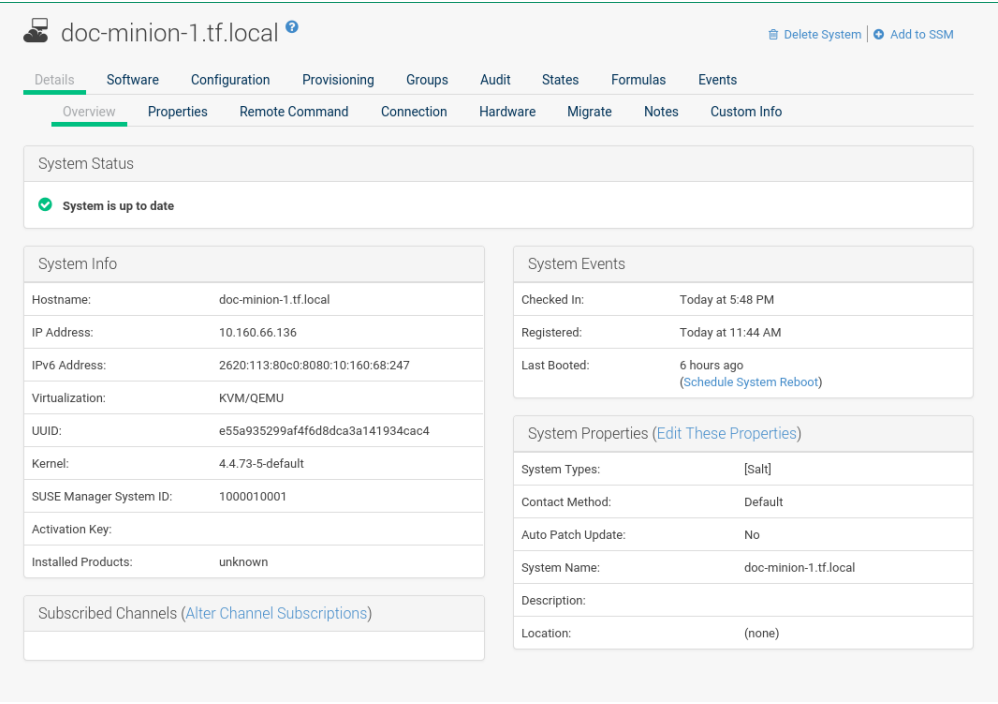 doc-minion-1.tf.local ?
Delete System | Add to SSM
Details Software Configuration Provisioning Groups Audit States Formulas Events
Overview Properties Remote Command Connection Hardware Migrate Notes Custom Info
System Status
System is up to date
System Info
Hostname: doc-minion-1.tf.local
IP Address: 10.160.66.136
IPv6 Address: 2620:113:80c0:8080:10:160:68:247
Virtualization: KVM/QEMU
UUID: e55a935299af4f6d8dca3a141934cac4
Kernel: 4.4.73-5-default
SUSE Manager System ID: 1000010001
Activation Key:
Installed Products: unknown
Subscribed Channels (Alter Channel Subscriptions)
System Events
Checked In: Today at 5:48 PM
Registered: Today at 11:44 AM
Last Booted: 6 hours ago
(Schedule System Reboot)
System Properties (Edit These Properties)
System Types: [Salt]
Contact Method: Default
Auto Patch Update: No
System Name: doc-minion-1.tf.local
Description:
Location: (none)